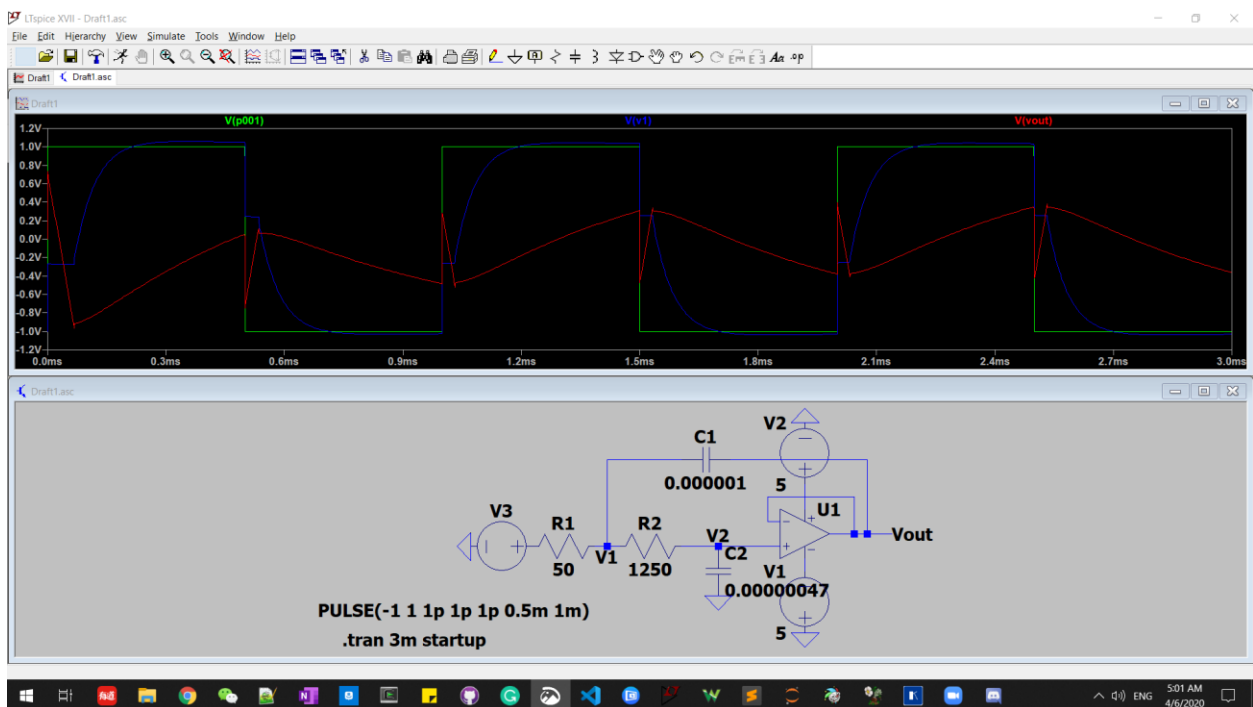 LTspice XVII - Draft1.asc
File Edit Hierarchy View Simulate Tools Window Help
Draft1 Draft1.asc
Draft1
V(p001) V(v1) V(vout)
1.2V
1.0V
0.8V
0.6V
0.4V
0.2V
0.0V
-0.2V
-0.4V
-0.6V
-0.8V
-1.0V
-1.2V
0.0ms 0.3ms 0.6ms 0.9ms 1.2ms 1.5ms 1.8ms 2.1ms 2.4ms 2.7ms 3.0ms
Draft1.asc
V2
C1
0.000001 5
V3 R1 R2 U1
V2 Vout
V1 C2
50 1250 V1
0.00000047
PULSE(-1 1 1p 1p 1p 0.5m 1m)
.tran 3m startup 5
ENG 5:01 AM
4/6/2020